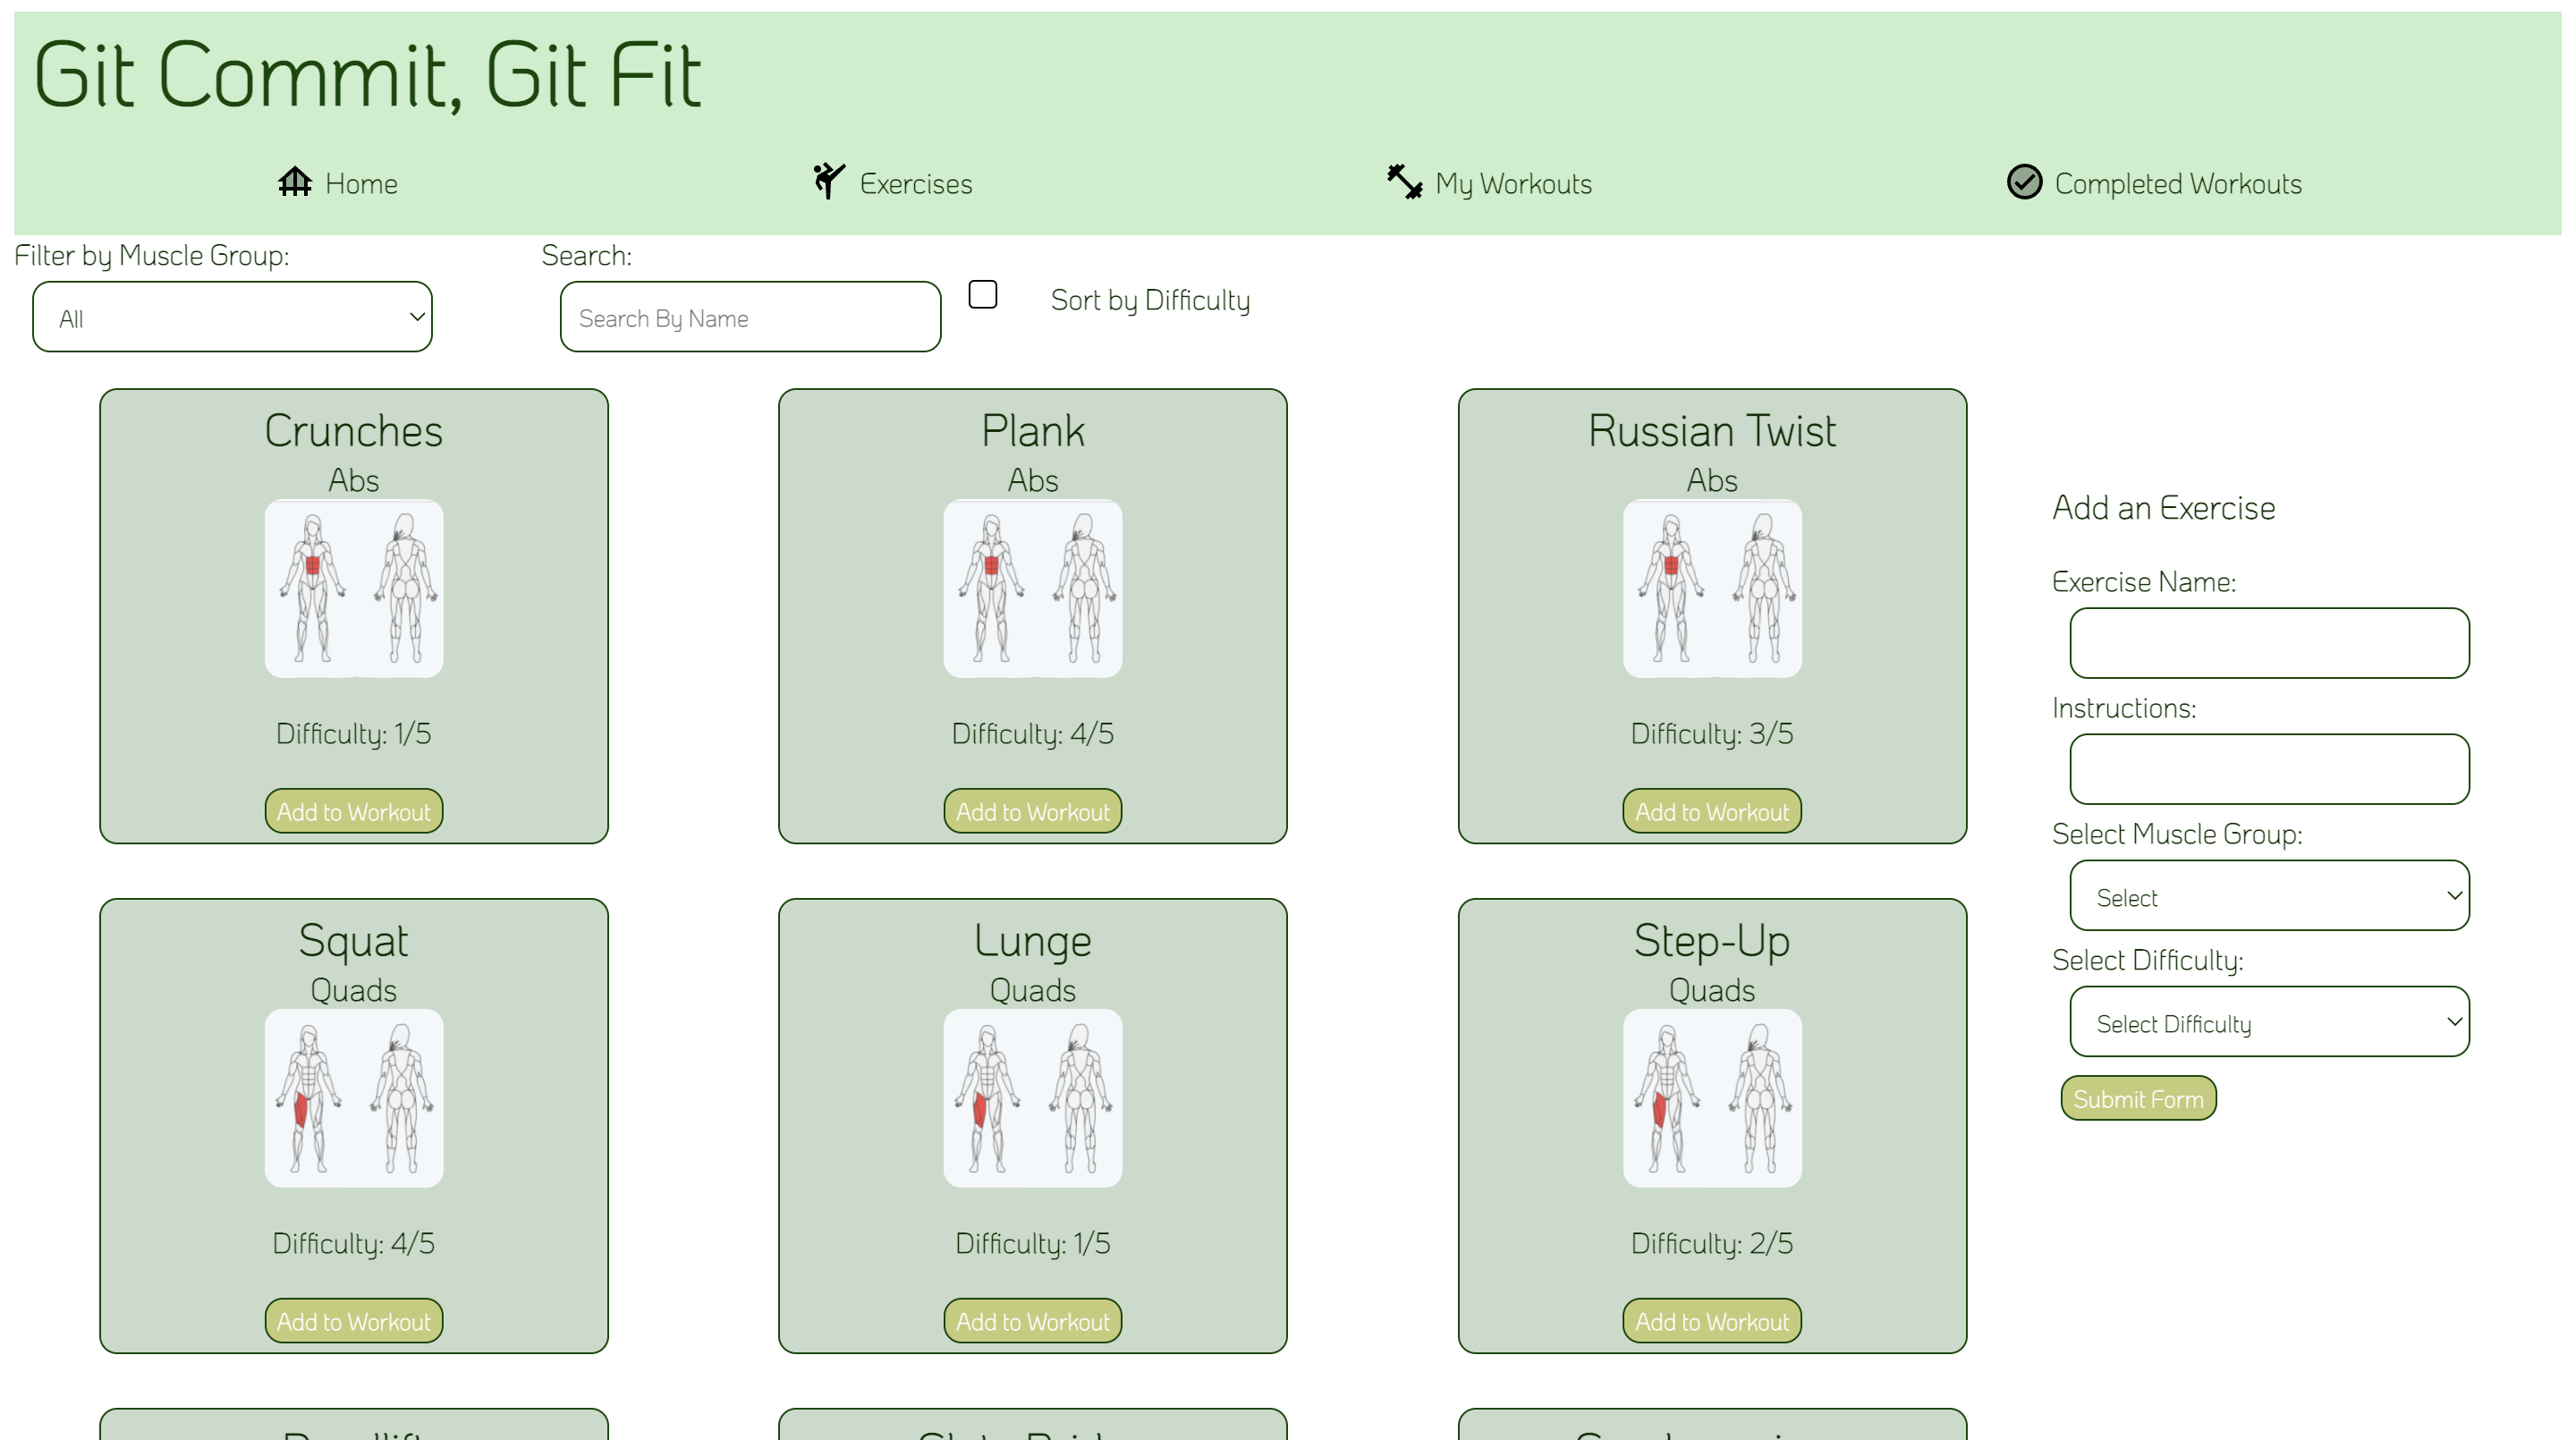 Git Commit, Git Fit
Home
Exercises
My Workouts
Completed Workouts
Filter by Muscle Group:
Search:
All
Search By Name
Sort by Difficulty
Crunches
Abs
Difficulty: 1/5
Add to Workout
Plank
Abs
Difficulty: 4/5
Add to Workout
Russian Twist
Abs
Difficulty: 3/5
Add to Workout
Squat
Quads
Difficulty: 4/5
Add to Workout
Lunge
Quads
Difficulty: 1/5
Add to Workout
Step-Up
Quads
Difficulty: 2/5
Add to Workout
Add an Exercise
Exercise Name:
Instructions:
Select Muscle Group:
Select
Select Difficulty:
Select Difficulty
Submit Form